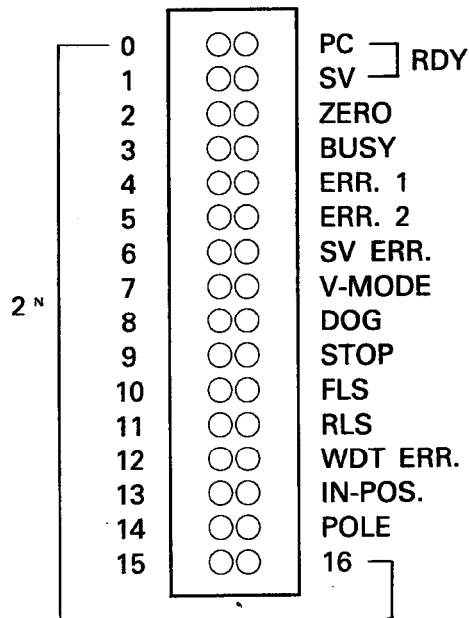 0 PC RDY
1 SV
2 ZERO
3 BUSY
4 ERR. 1
5 ERR. 2
6 SV ERR.
2ᴺ 7 V-MODE
8 DOG
9 STOP
10 FLS
11 RLS
12 WDT ERR.
13 IN-POS.
14 POLE
15 16